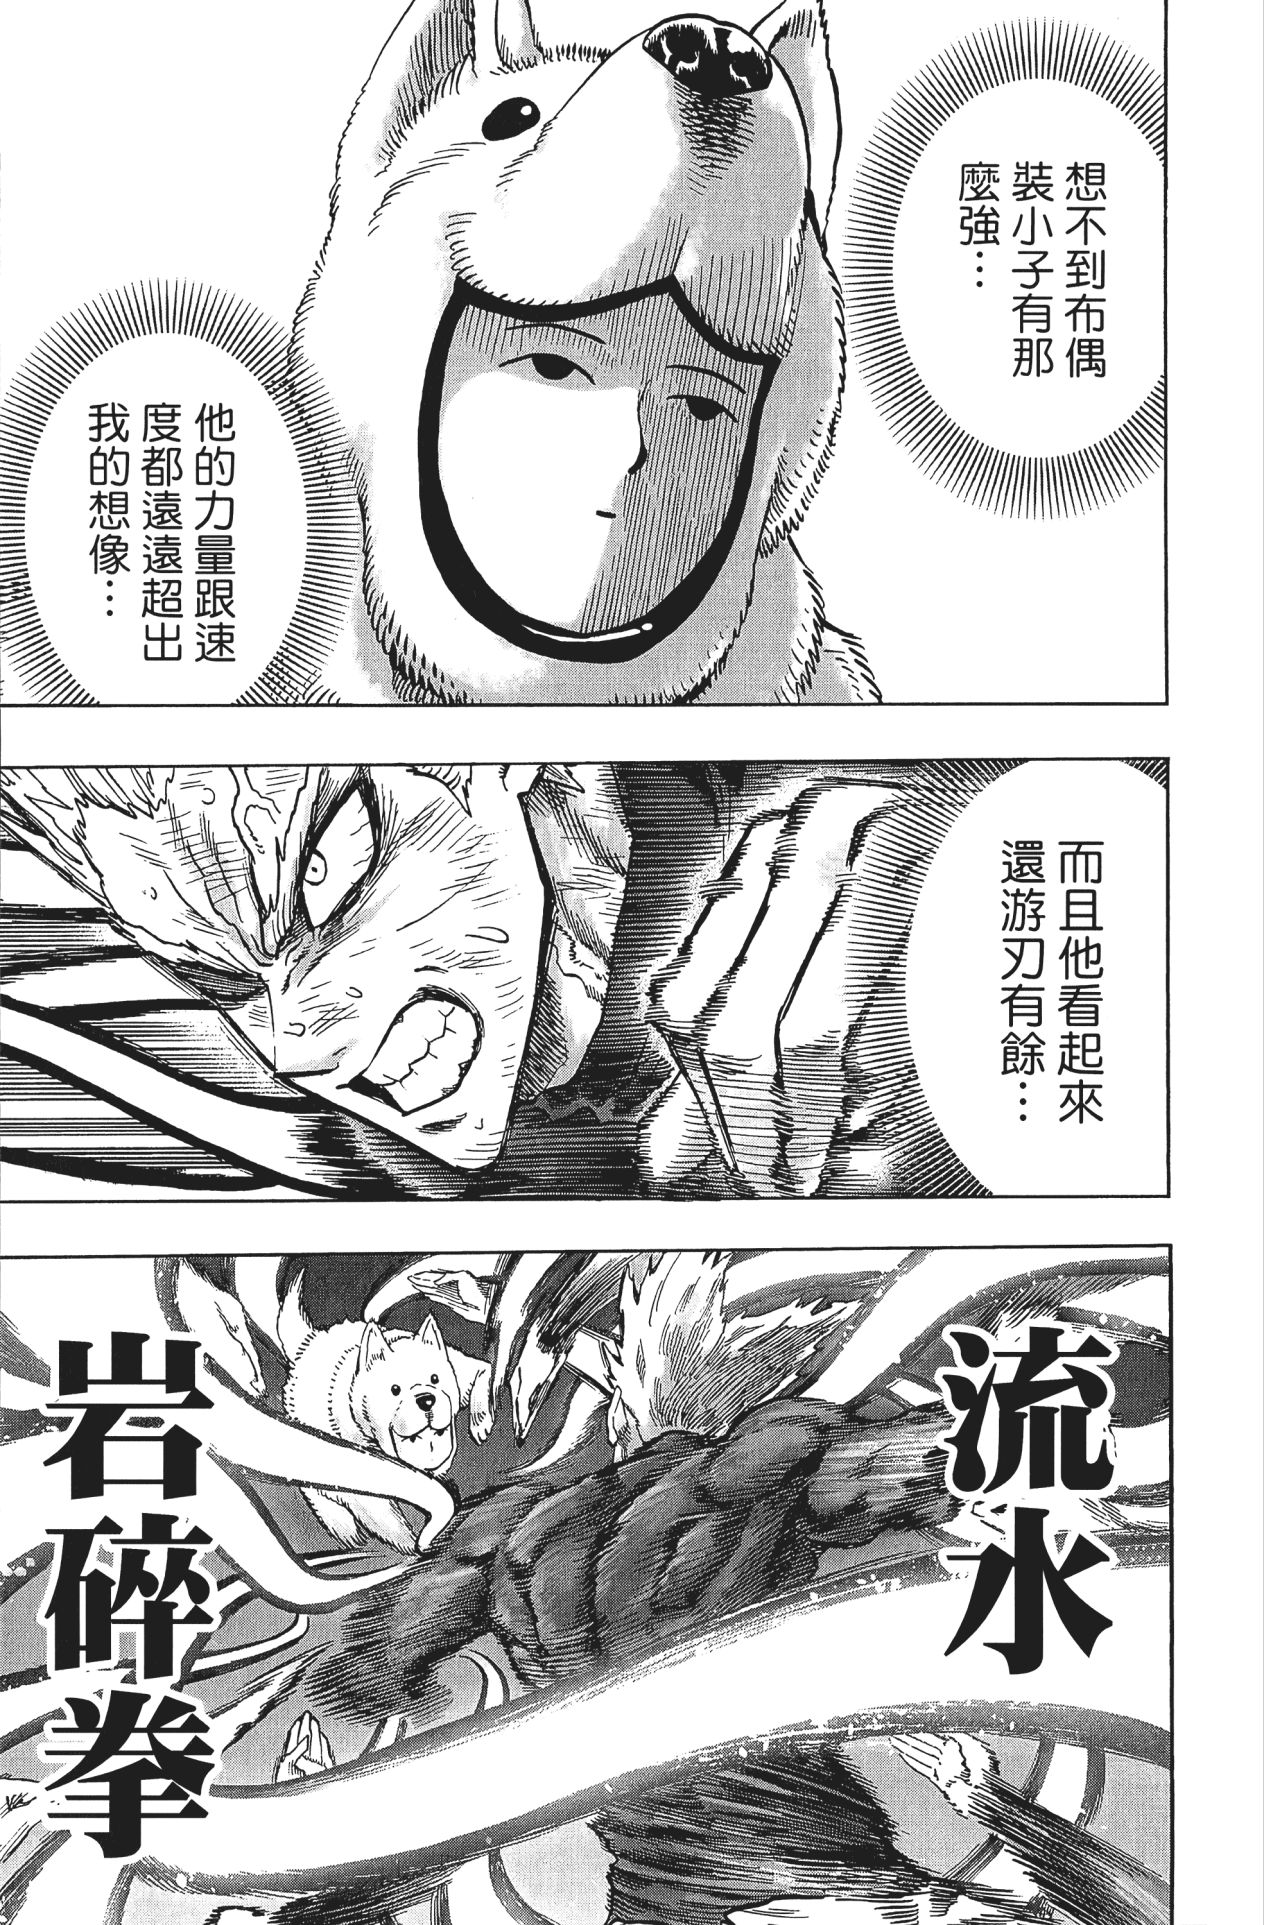 想不到布偶
裝小子有那
麼強…
他的力量跟速
度都遠遠超出
我的想像…
而且他看起來
還游刃有餘…
流水
岩碎拳